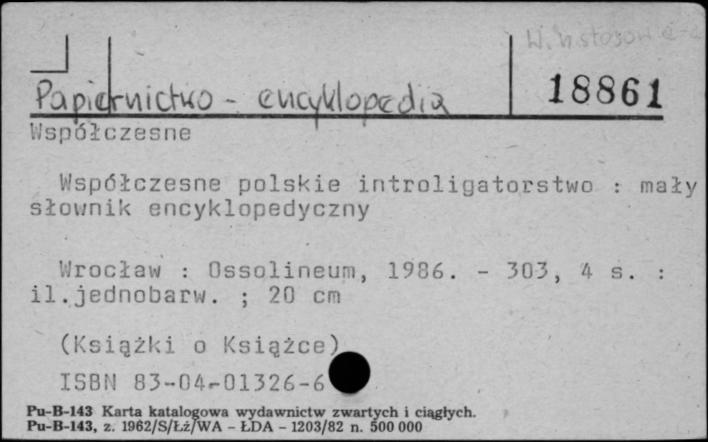 Papiernictwo - encyklopedia
18861
Współczesne
Współczesne polskie introligatorstwo : mały
słownik encyklopedyczny
Wrocław : Ossolineum, 1986. - 303, 4 s. :
il.jednobarw. ; 20 cm
(Książki o Książce)
ISBN 83-04-01326-6
Pu-B-143 Karta katalogowa wydawnictw zwartych i ciągłych.
Pu-B-143, z. 1962/S/Łż/WA - ŁDA - 1203/82 n. 500 000